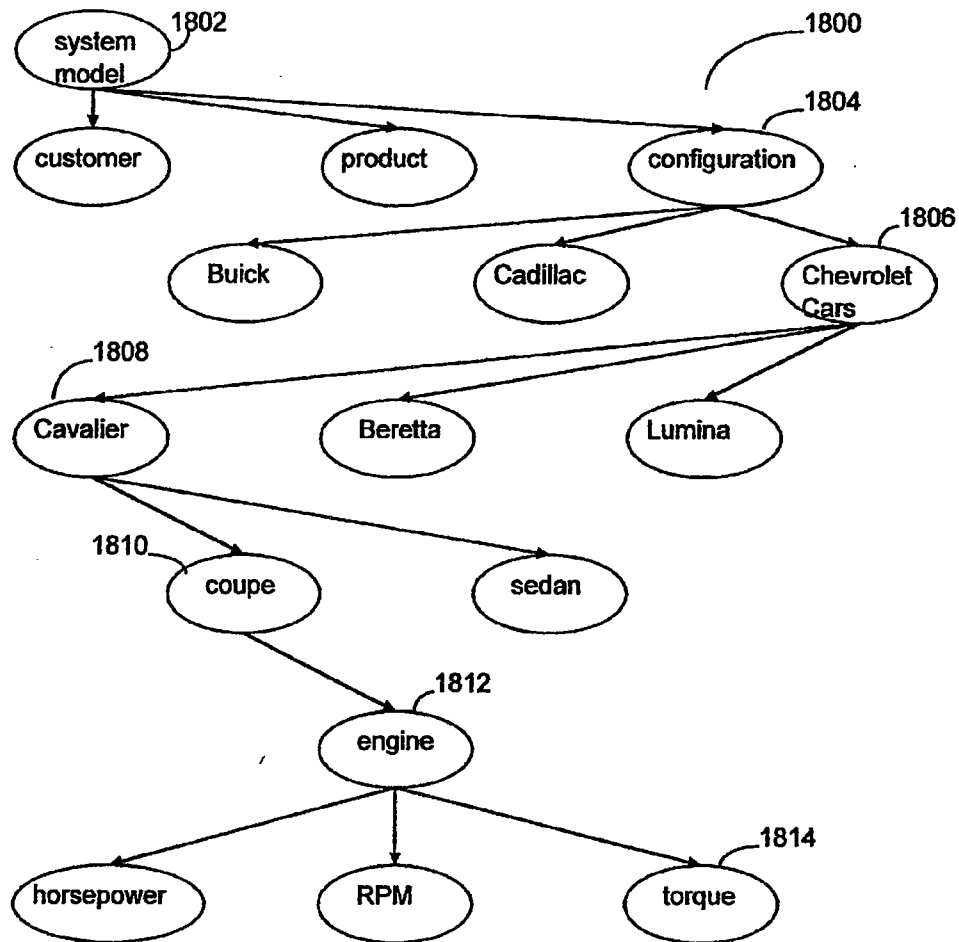 system
model
1802
1800
1804
customer
product
configuration
1806
Buick
Cadillac
Chevrolet
Cars
1808
Cavalier
Beretta
Lumina
1810
coupe
sedan
1812
engine
1814
horsepower
RPM
torque